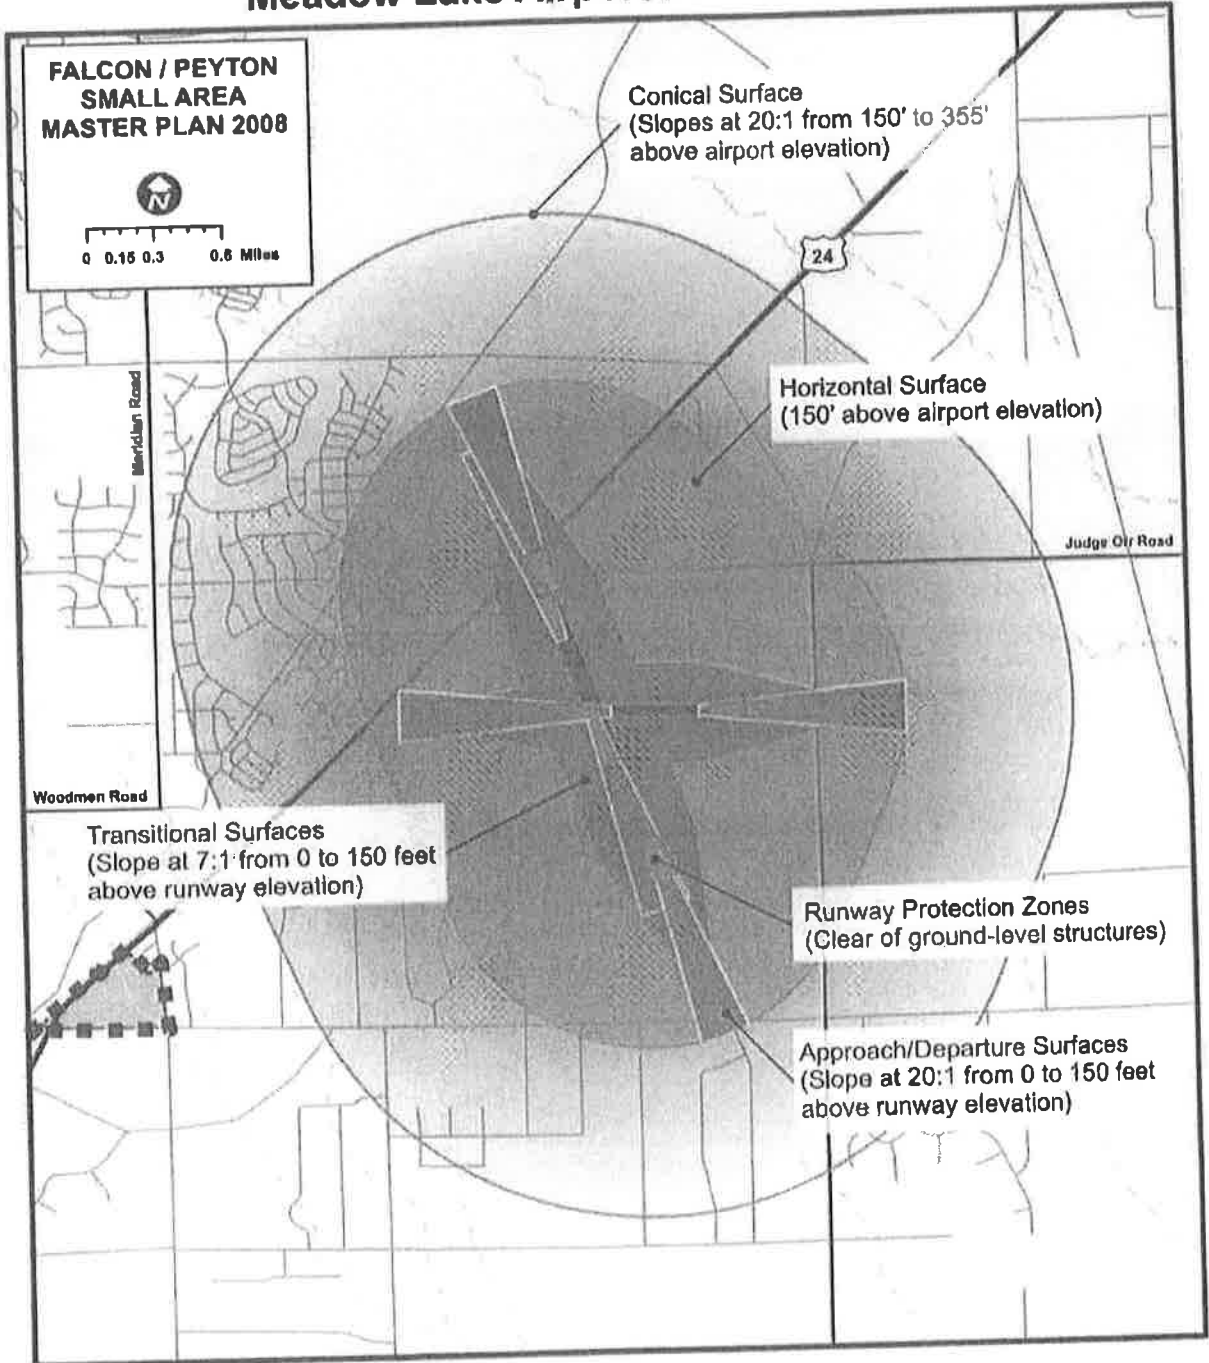 Meadow Lake Airport
FALCON / PEYTON
SMALL AREA
MASTER PLAN 2008
N
0 0.15 0.3 0.6 Miles
Conical Surface
(Slopes at 20:1 from 150' to 355'
above airport elevation)
24
Horizontal Surface
(150' above airport elevation)
Meridian Road
Judge Orr Road
Woodmen Road
Transitional Surfaces
(Slope at 7:1 from 0 to 150 feet
above runway elevation)
Runway Protection Zones
(Clear of ground-level structures)
Approach/Departure Surfaces
(Slope at 20:1 from 0 to 150 feet
above runway elevation)